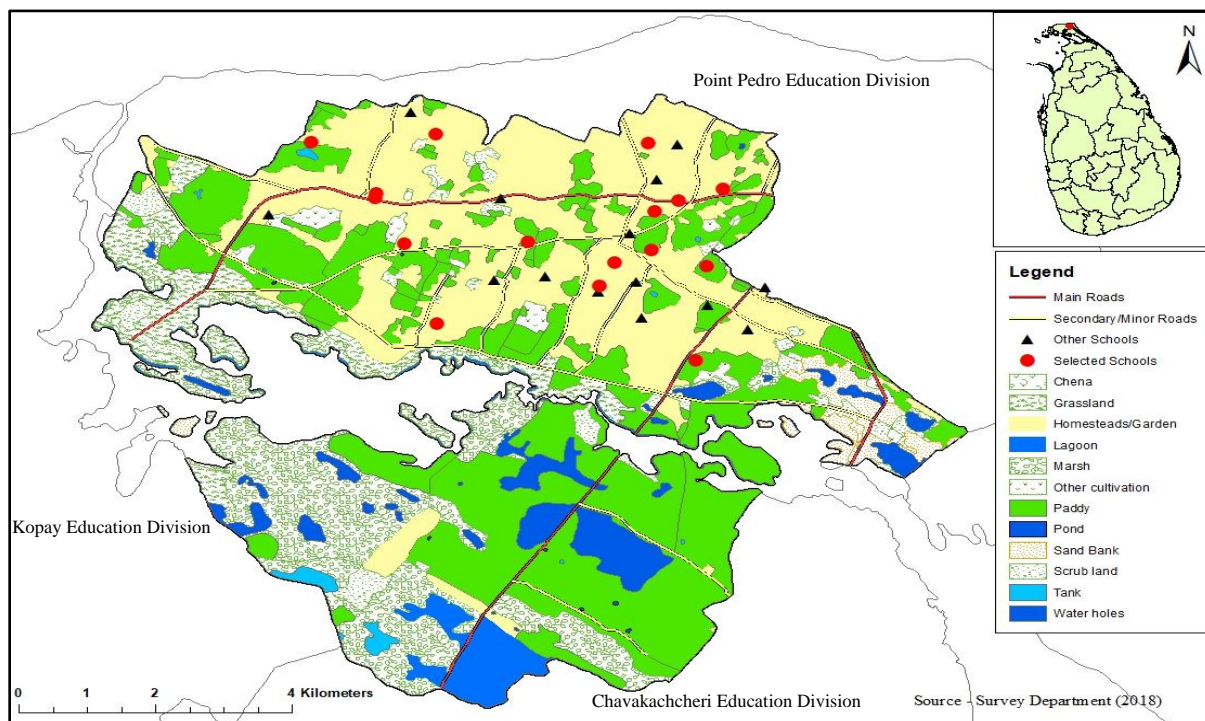 Point Pedro Education Division
N
Legend
Main Roads
Secondary/Minor Roads
Other Schools
Selected Schools
Chena
Grassland
Homesteads/Garden
Lagoon
Marsh
Other cultivation
Paddy
Pond
Sand Bank
Scrub land
Tank
Water holes
Kopay Education Division
0 1 2 4 Kilometers
Chavakachcheri Education Division
Source - Survey Department (2018)